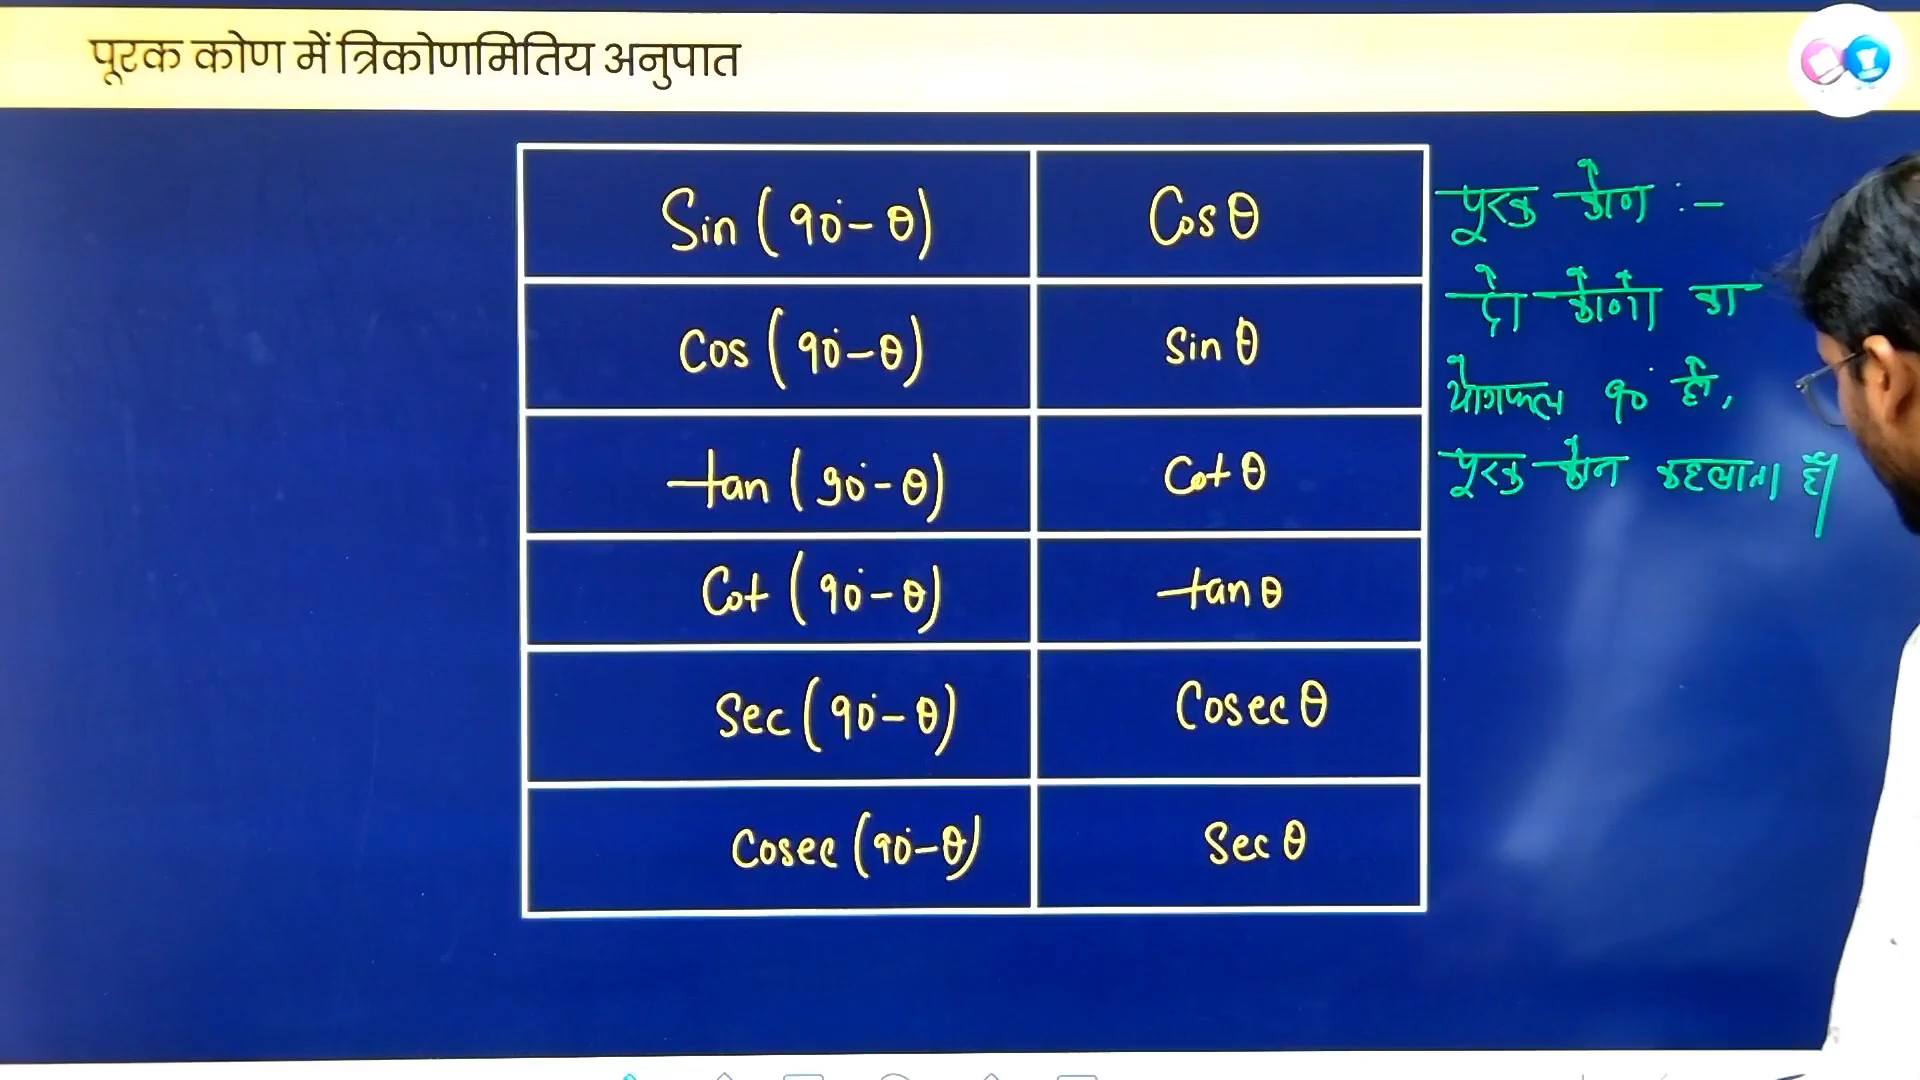 पूरक कोण में त्रिकोणमितिय अनुपात
Sin (90° - θ) Cos θ
Cos (90° - θ) Sin θ
tan (90° - θ) Cot θ
Cot (90° - θ) tan θ
Sec (90° - θ) Cosec θ
Cosec (90° - θ) Sec θ
पूरक कोण :-
दो कोणो का
योगफल 90° हो,
पूरक कोन कहलाता है।